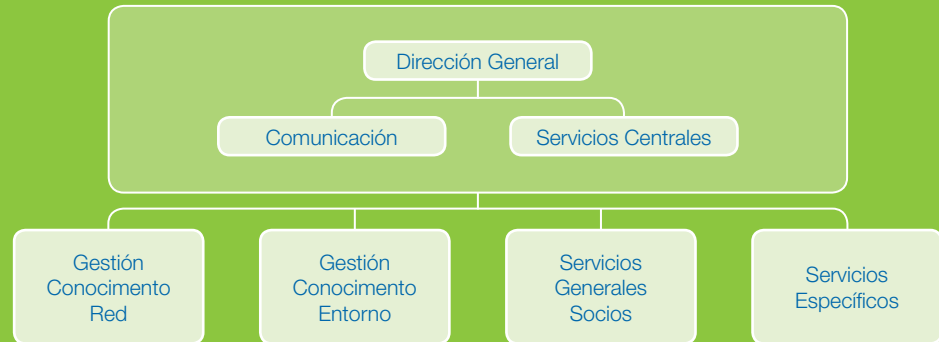 Dirección General
Comunicación
Servicios Centrales
Gestión
Conocimento
Red
Gestión
Conocimento
Entorno
Servicios
Generales
Socios
Servicios
Específicos